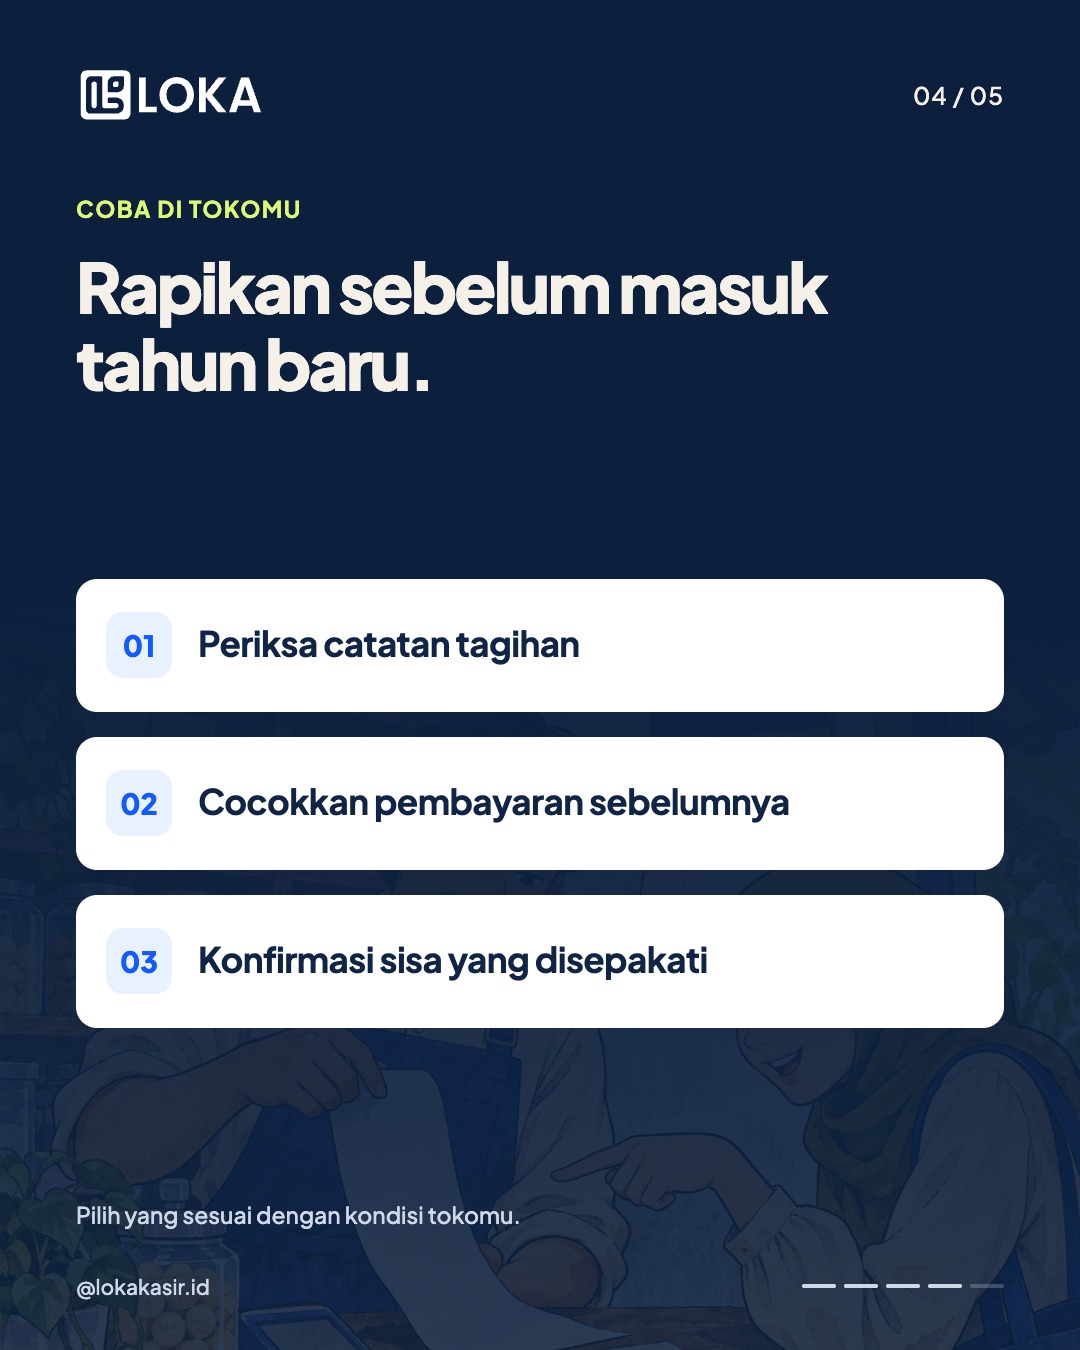 LOKA
04 / 05
COBA DI TOKOMU
Rapikan sebelum masuk
tahun baru.
01 Periksa catatan tagihan
02 Cocokkan pembayaran sebelumnya
03 Konfirmasi sisa yang disepakati
Pilih yang sesuai dengan kondisi tokomu.
@lokakasir.id